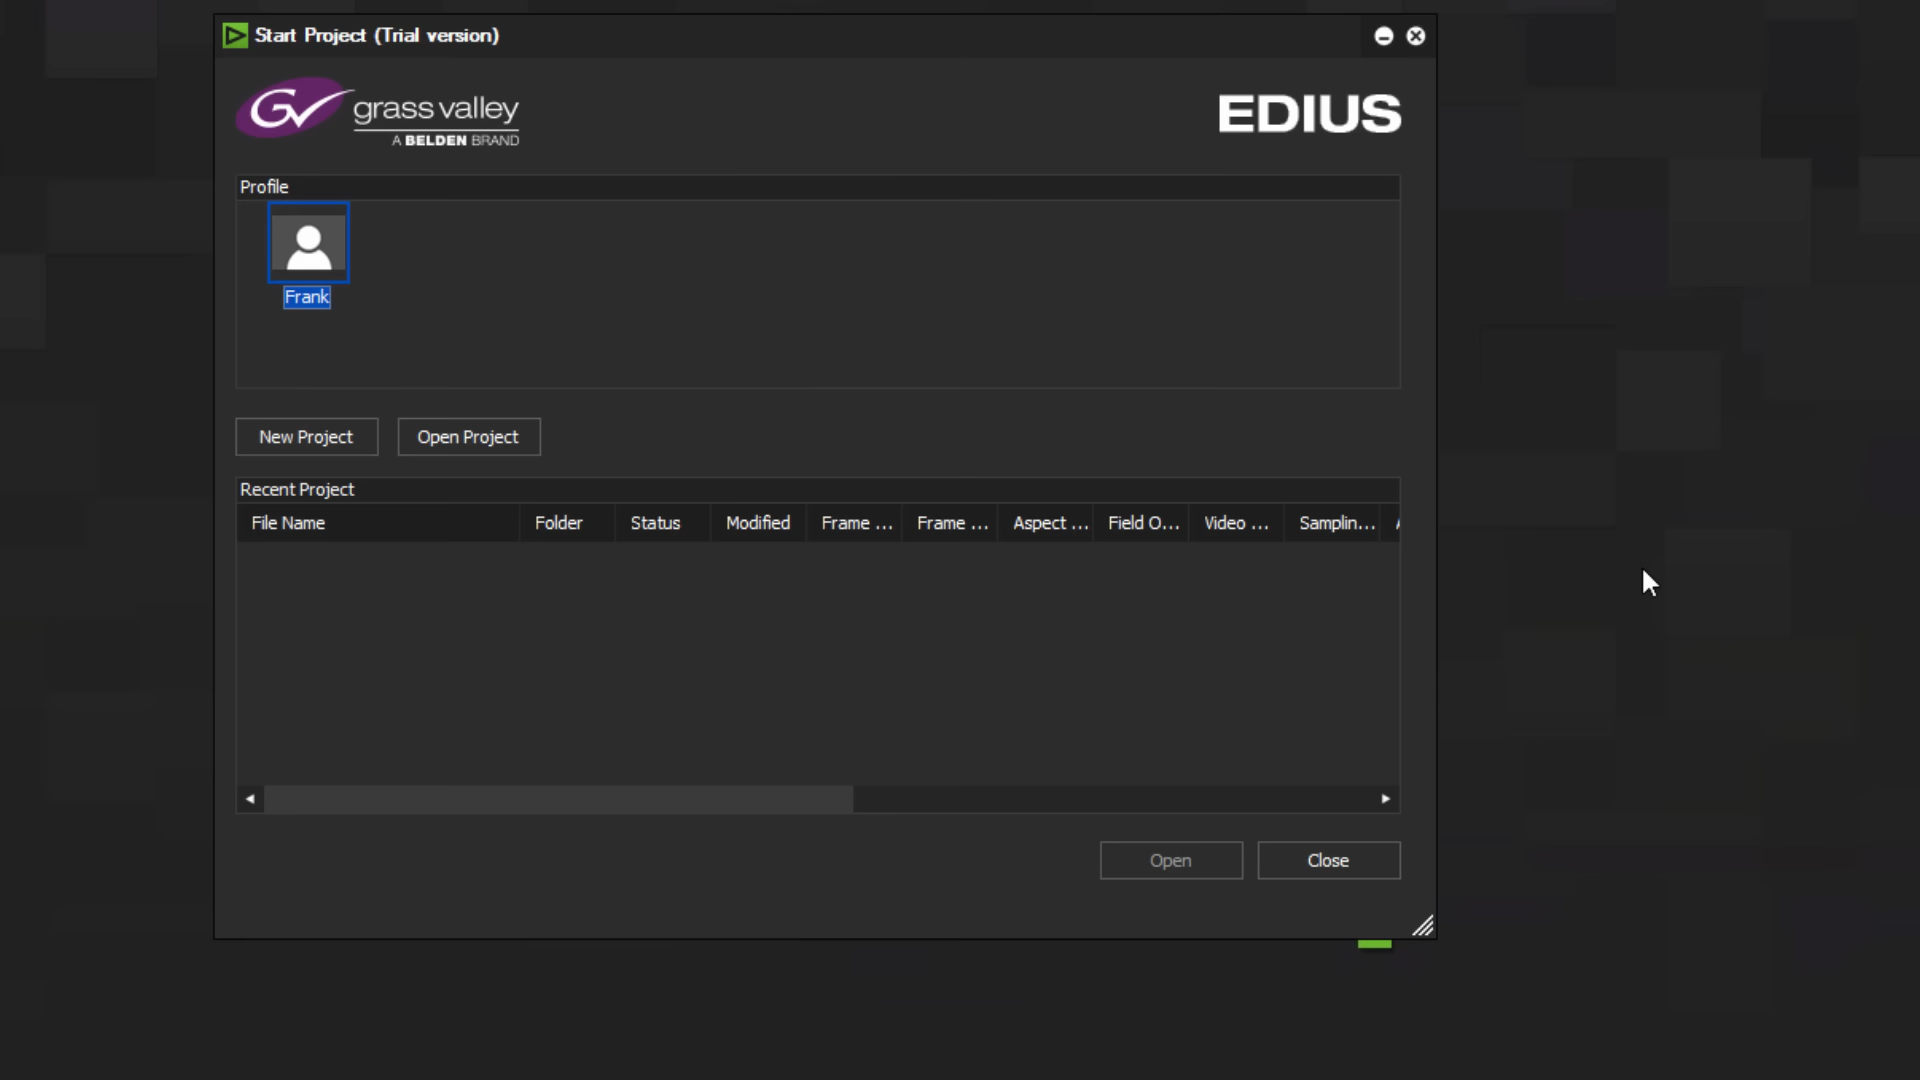 Start Project (Trial version)
GV grass valley
A BELDEN BRAND
EDIUS
Profile
Frank
New Project
Open Project
Recent Project
File Name Folder Status Modified Frame ... Frame ... Aspect ... Field O... Video ... Samplin...
Open
Close